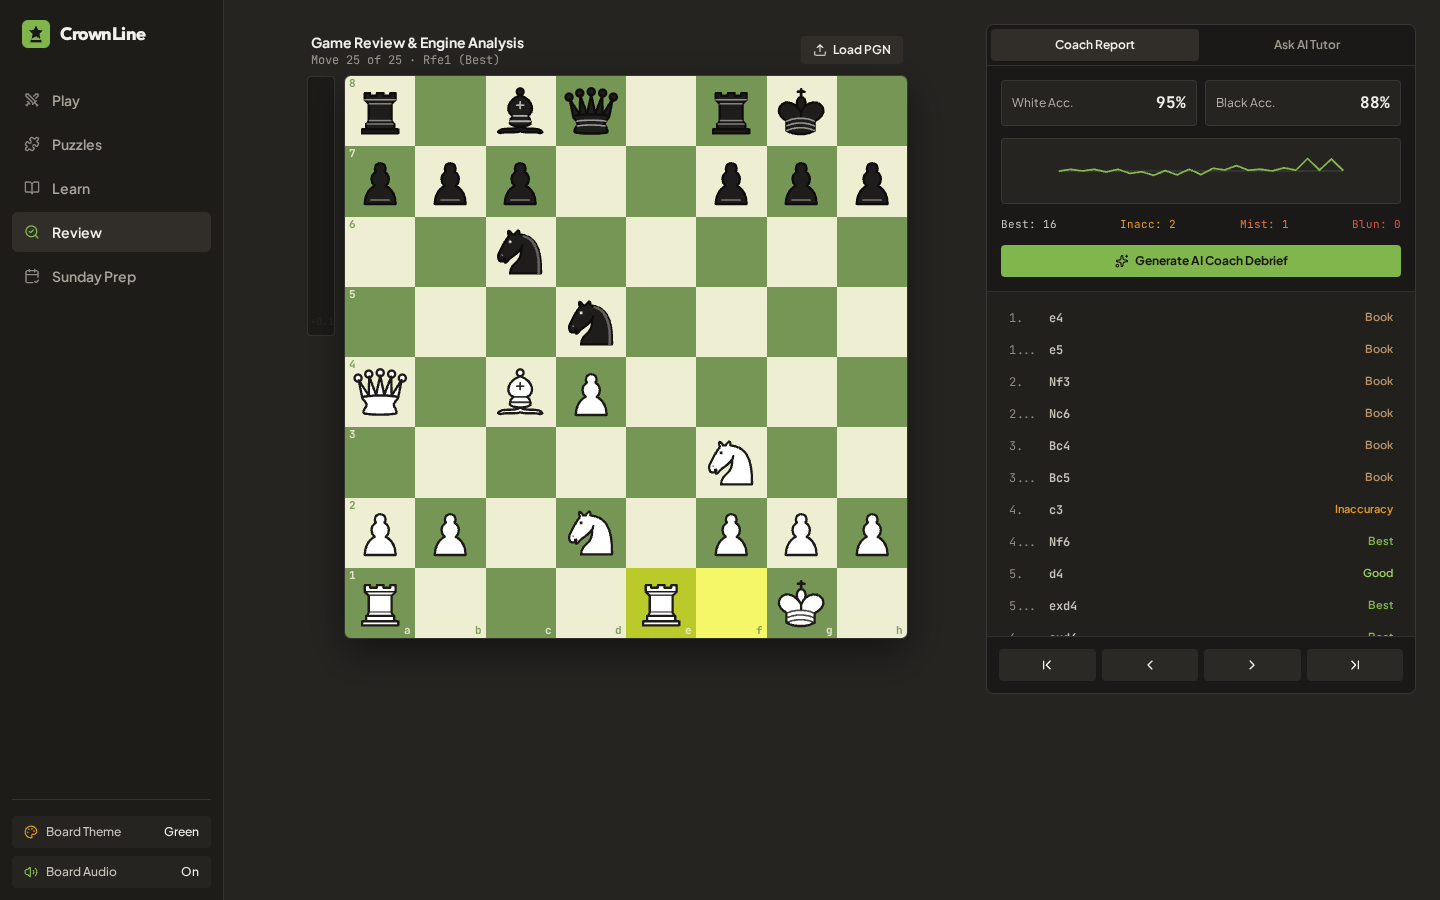 CrownLine
Play
Puzzles
Learn
Review
Sunday Prep
Board Theme Green
Board Audio On
Game Review & Engine Analysis
Move 25 of 25 · Rfe1 (Best)
Load PGN
8
7
6
5
4
3
2
1
a b c d e f g h
Coach Report Ask AI Tutor
White Acc. 95% Black Acc. 88%
Best: 16 Inacc: 2 Mist: 1 Blun: 0
Generate AI Coach Debrief
1. e4 Book
1... e5 Book
2. Nf3 Book
2... Nc6 Book
3. Bc4 Book
3... Bc5 Book
4. c3 Inaccuracy
4... Nf6 Best
5. d4 Good
5... exd4 Best